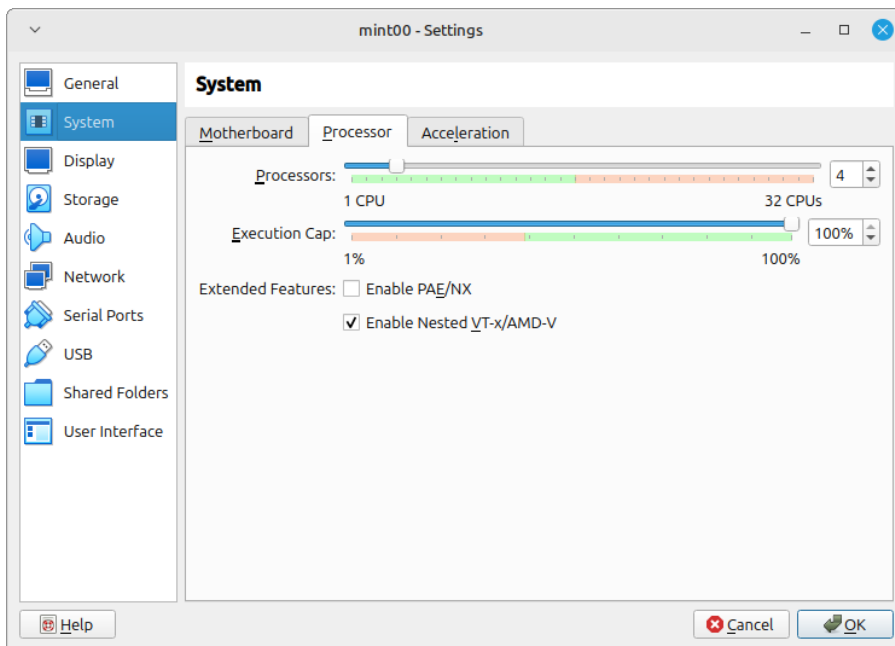 mint00 - Settings
General
System
Display
Storage
Audio
Network
Serial Ports
USB
Shared Folders
User Interface
System
Motherboard Processor Acceleration
Processors: 4
1 CPU 32 CPUs
Execution Cap: 100%
1% 100%
Extended Features: Enable PAE/NX
Enable Nested VT-x/AMD-V
Help Cancel OK